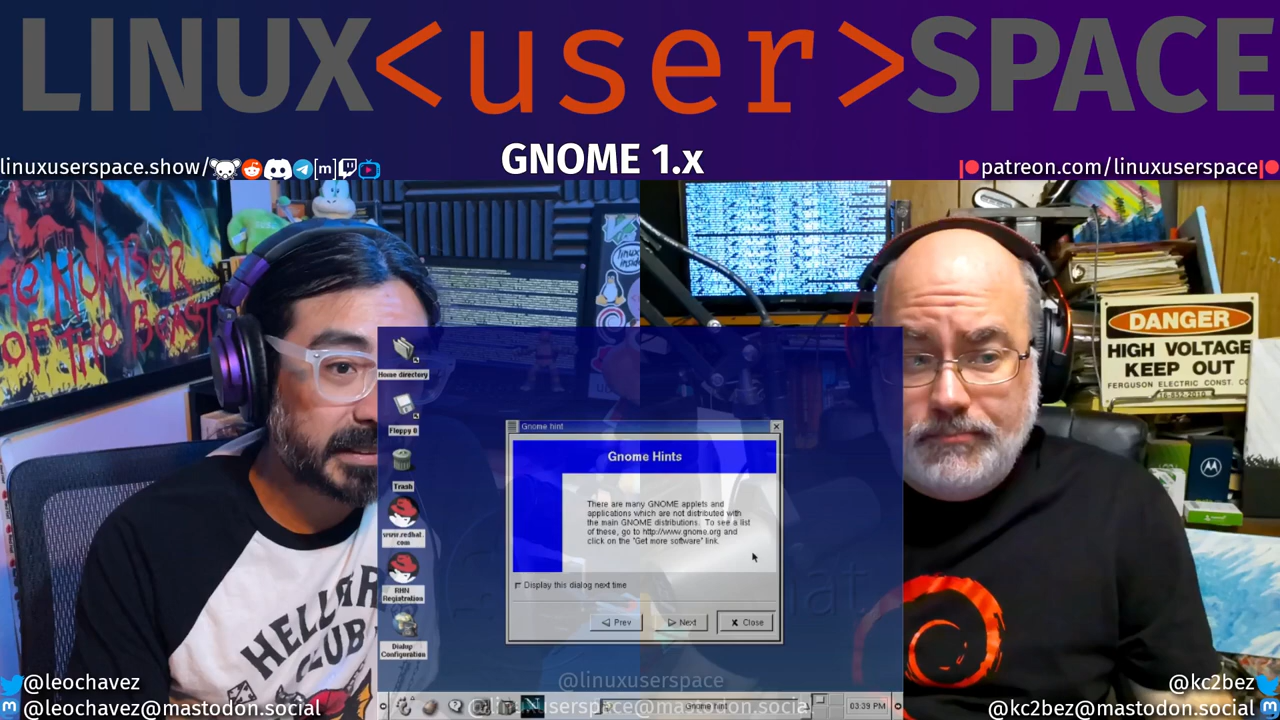 LINUX<user>SPACE
linuxuserspace.show/
GNOME 1.x
patreon.com/linuxuserspace
THE NUMBER
OF THE BEAST
DANGER
HIGH VOLTAGE
KEEP OUT
FERGUSON ELECTRIC CONST. CO
Home directory
Floppy 0
Trash
www.redhat.
com
RHN
Registration
Dialup
Configuration
Gnome hint
Gnome Hints
There are many GNOME applets and
applications which are not distributed with
the main GNOME distributions. To see a list
of these, go to http://www.gnome.org and
click on the "Get more software" link.
Display this dialog next time
Prev
Next
Close
HELLFIR
CLUB
@leochavez
@leochavez@mastodon.social
@linuxuserspace
@linuxuserspace@mastodon.social
Gnome hint
03:39 PM
@kc2bez
@kc2bez@mastodon.social